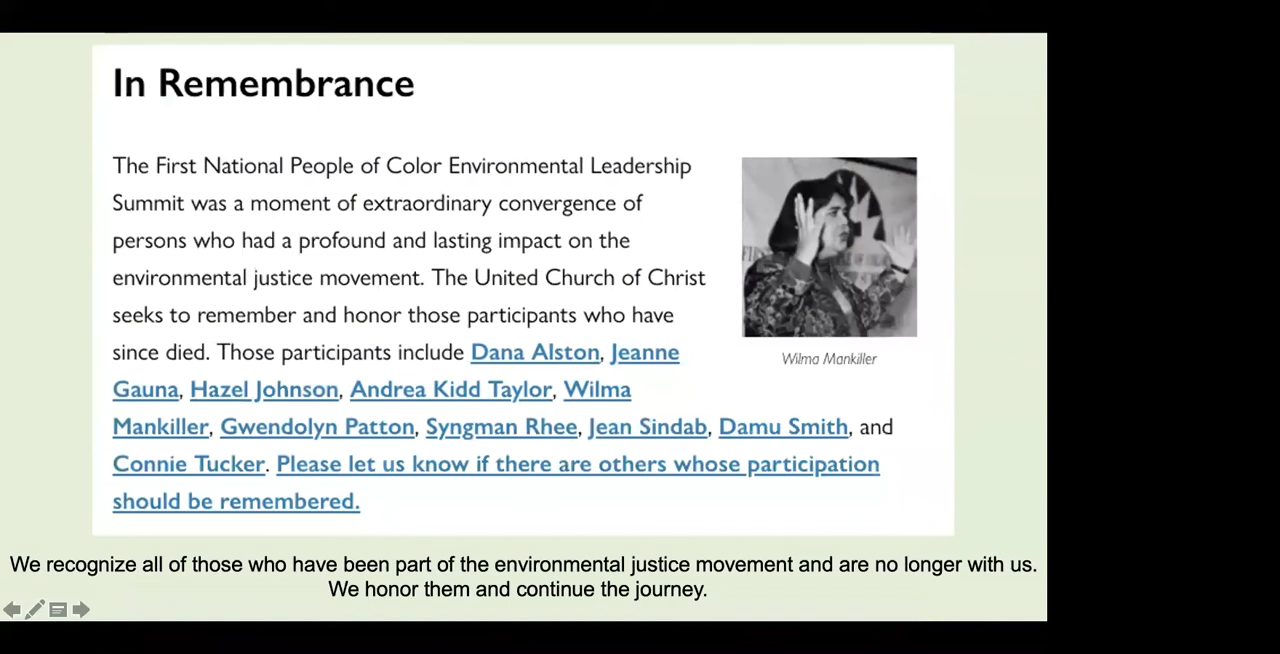 In Remembrance
The First National People of Color Environmental Leadership
Summit was a moment of extraordinary convergence of
persons who had a profound and lasting impact on the
environmental justice movement. The United Church of Christ
seeks to remember and honor those participants who have
since died. Those participants include Dana Alston, Jeanne
Gauna, Hazel Johnson, Andrea Kidd Taylor, Wilma
Mankiller, Gwendolyn Patton, Syngman Rhee, Jean Sindab, Damu Smith, and
Connie Tucker. Please let us know if there are others whose participation
should be remembered.
Wilma Mankiller
We recognize all of those who have been part of the environmental justice movement and are no longer with us.
We honor them and continue the journey.